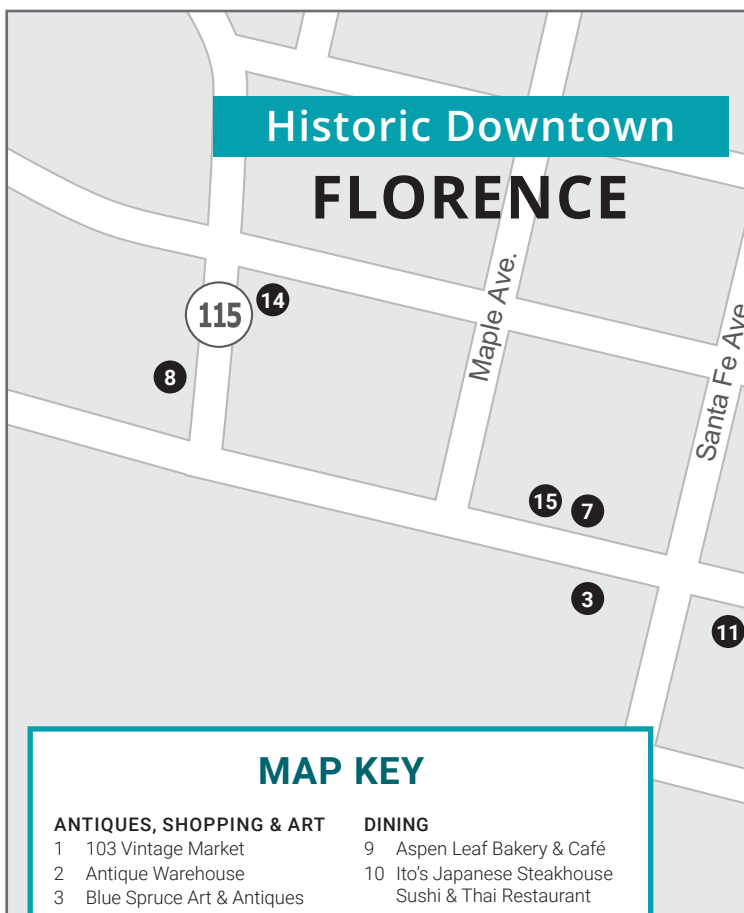 Historic Downtown
FLORENCE
Maple Ave.
Santa Fe Ave
115
14
8
15
7
3
11
MAP KEY
ANTIQUES, SHOPPING & ART
1 103 Vintage Market
2 Antique Warehouse
3 Blue Spruce Art & Antiques
DINING
9 Aspen Leaf Bakery & Café
10 Ito's Japanese Steakhouse
Sushi & Thai Restaurant